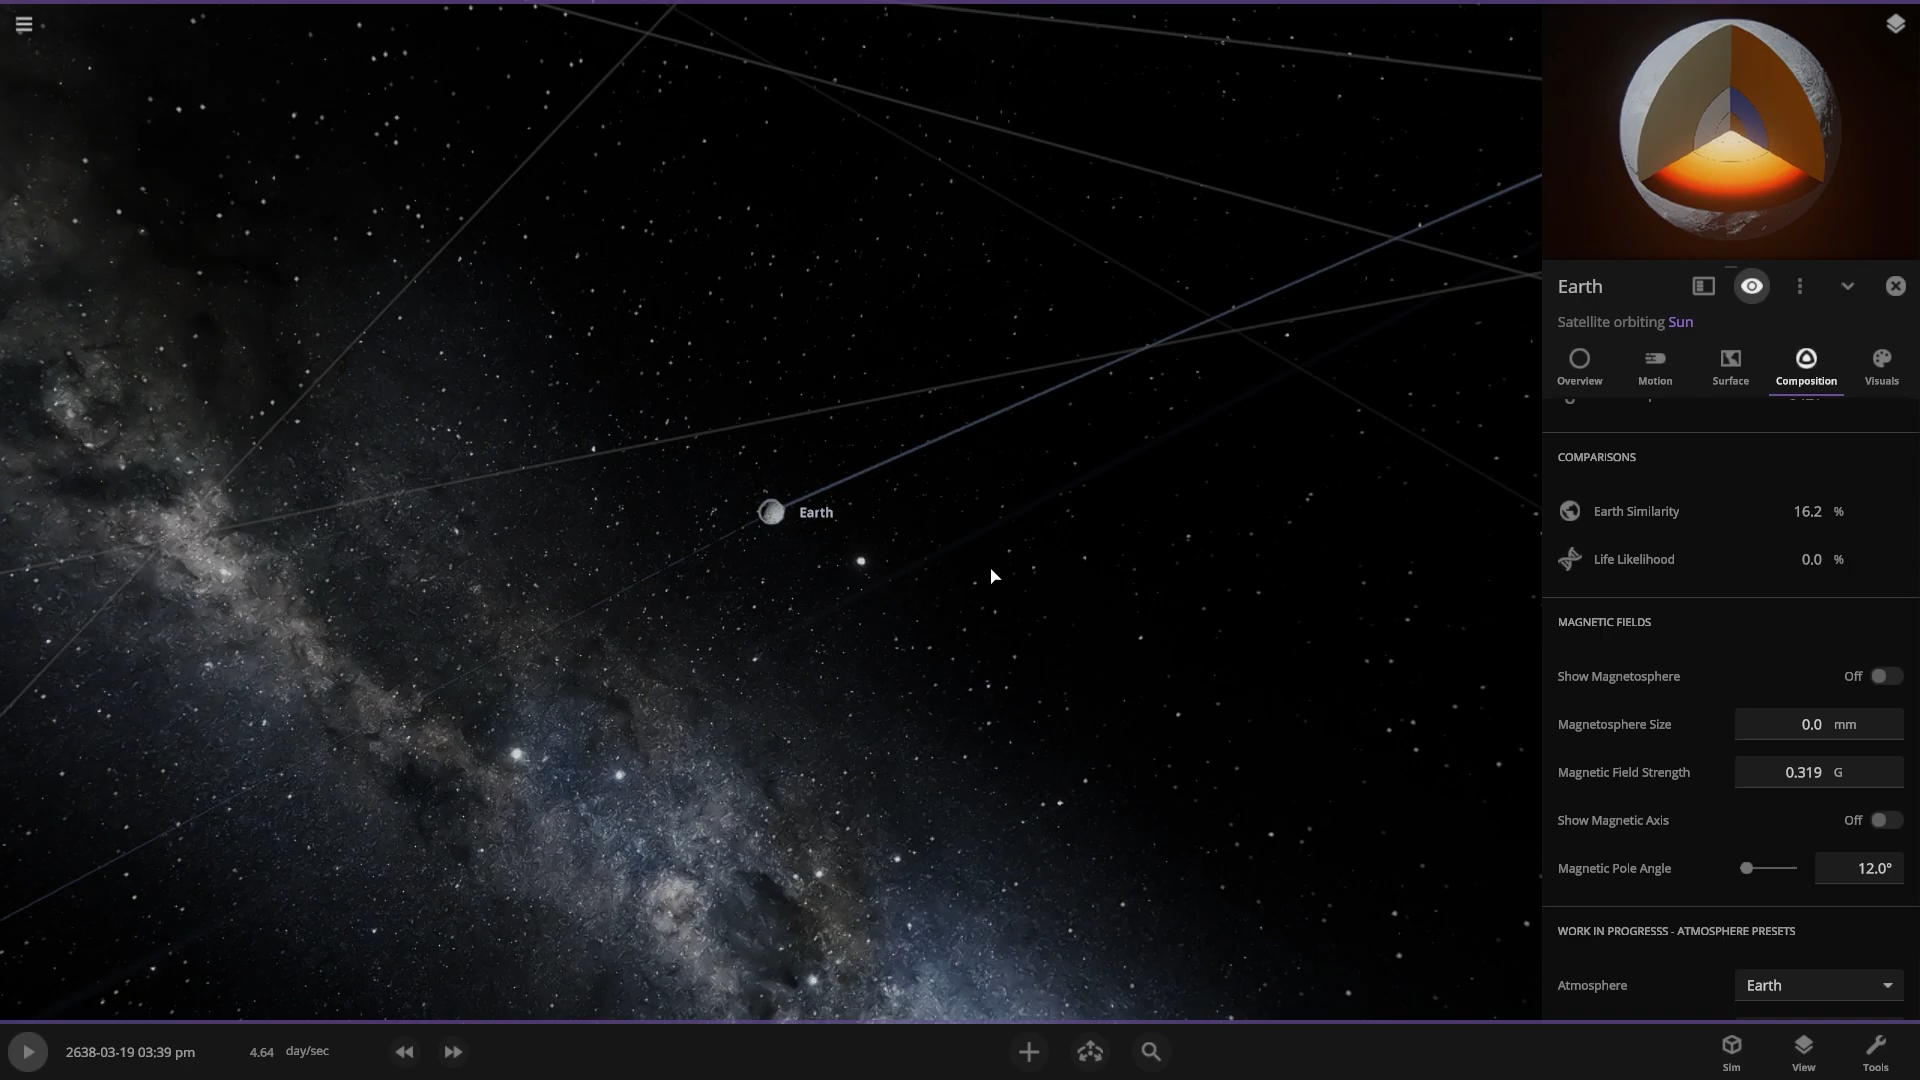 Earth
Earth
Satellite orbiting Sun
Overview
Motion
Surface
Composition
Visuals
COMPARISONS
Earth Similarity 16.2 %
Life Likelihood 0.0 %
MAGNETIC FIELDS
Show Magnetosphere Off
Magnetosphere Size 0.0 mm
Magnetic Field Strength 0.319 G
Show Magnetic Axis Off
Magnetic Pole Angle 12.0°
WORK IN PROGRESSS - ATMOSPHERE PRESETS
Atmosphere Earth
2638-03-19 03:39 pm 4.64 day/sec
Sim
View
Tools